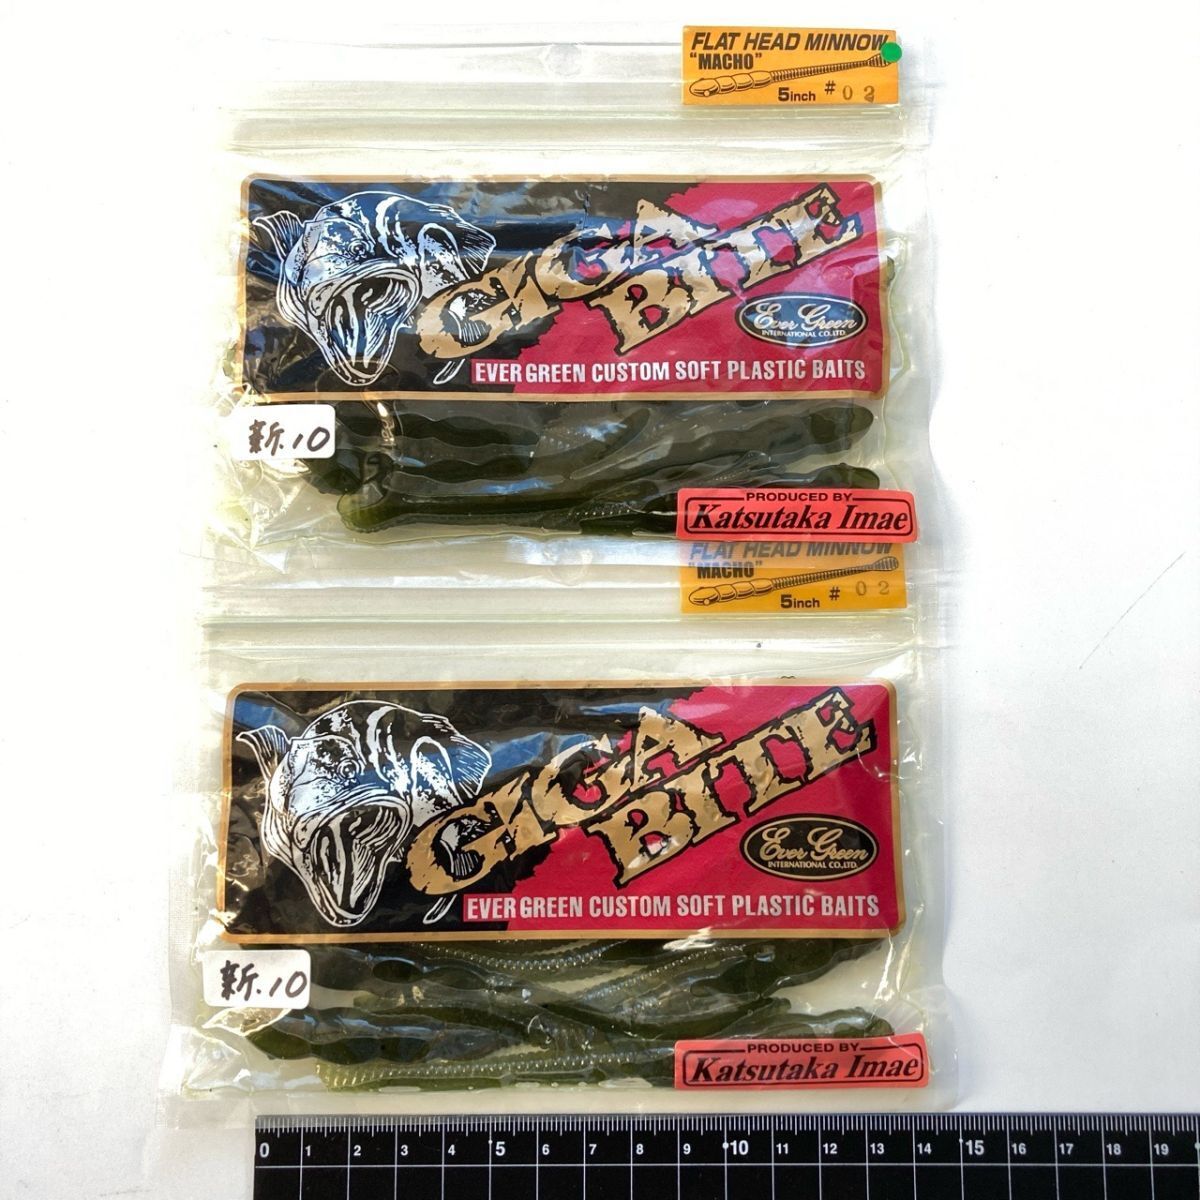 FLAT HEAD MINNOW
"MACHO"
5inch # 02
GIGA
BITE
Ever Green
INTERNATIONAL CO.,LTD.
EVER GREEN CUSTOM SOFT PLASTIC BAITS
新.10
PRODUCED BY
Katsutaka Imae
FLAT HEAD MINNOW
"MACHO"
5inch # 02
GIGA
BITE
Ever Green
INTERNATIONAL CO.,LTD.
EVER GREEN CUSTOM SOFT PLASTIC BAITS
新.10
PRODUCED BY
Katsutaka Imae
0 1 2 3 4 5 6 7 8 9 10 11 12 13 14 15 16 17 18 19